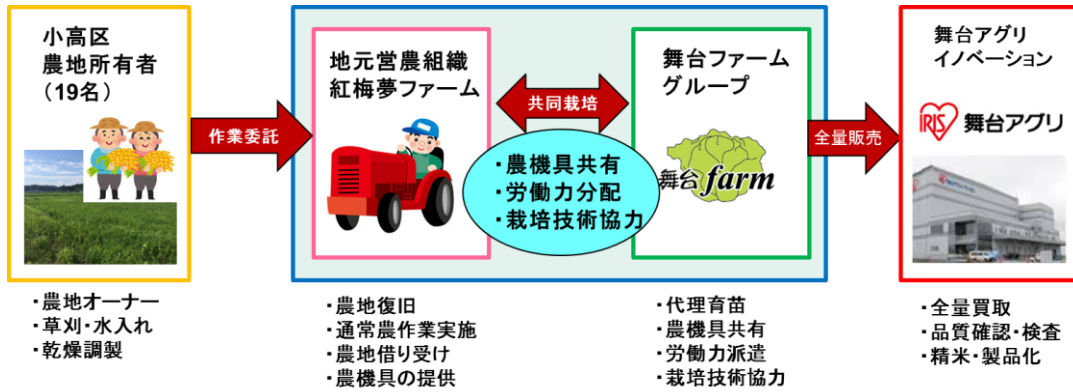 小高区
農地所有者
（19名）
作業委託
地元営農組織
紅梅夢ファーム
共同栽培
・農機具共有
・労働力分配
・栽培技術協力
舞台ファーム
グループ
舞台farm
全量販売
舞台アグリ
イノベーション
IRIS 舞台アグリ
・農地オーナー
・草刈・水入れ
・乾燥調製
・農地復旧
・通常農作業実施
・農地借り受け
・農機具の提供
・代理育苗
・農機具共有
・労働力派遣
・栽培技術協力
・全量買取
・品質確認・検査
・精米・製品化